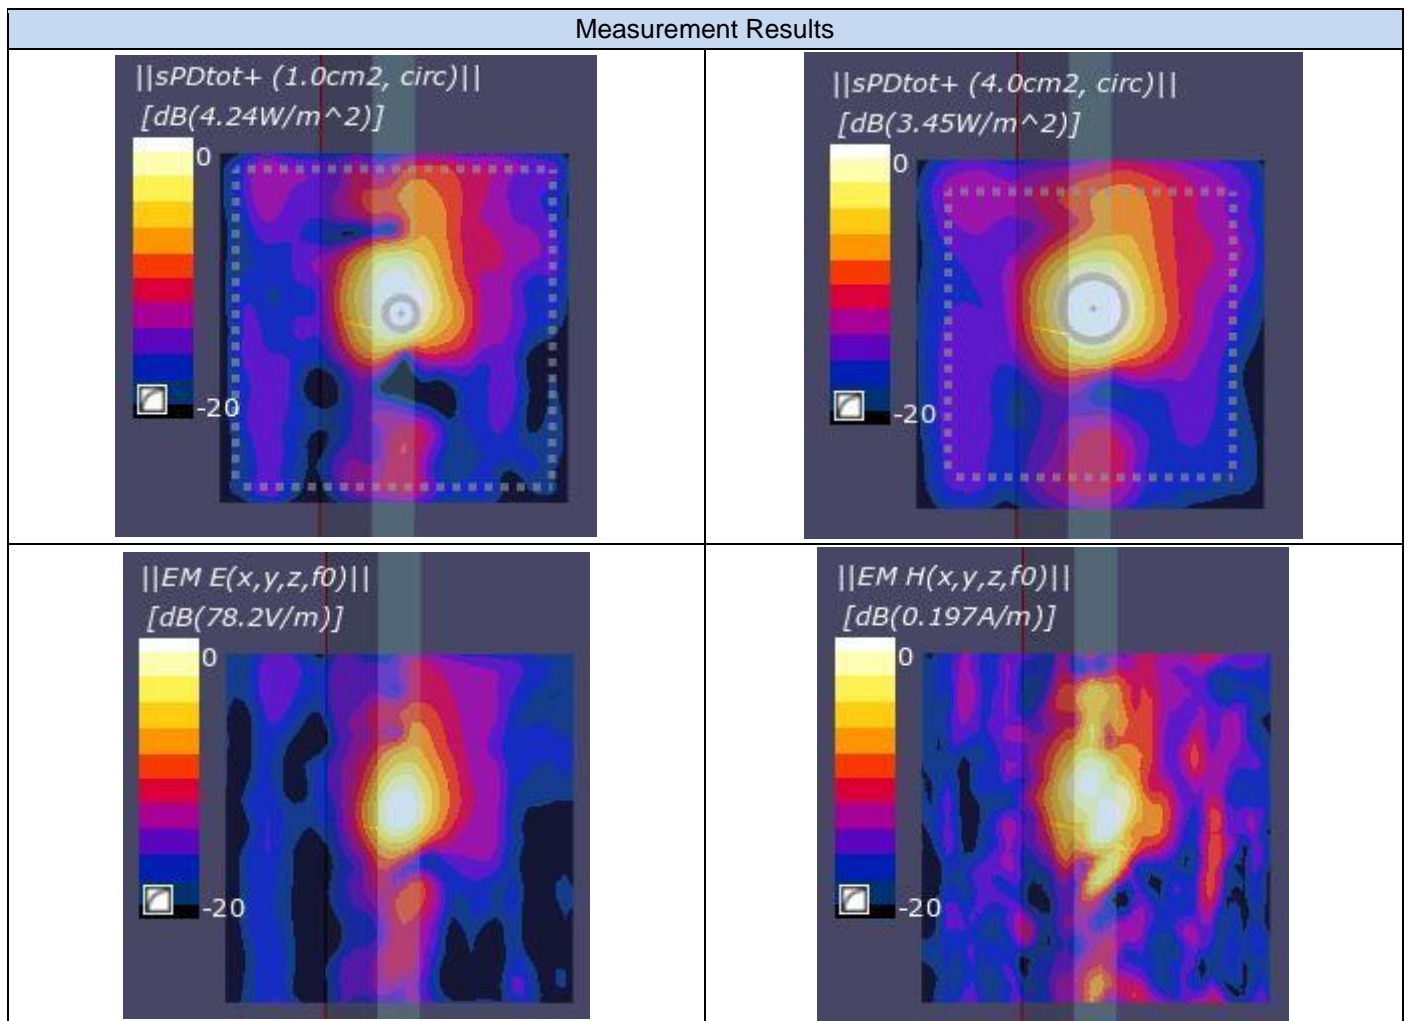 Measurement Results
||sPDtot+ (1.0cm2, circ)||
[dB(4.24W/m^2)]
0
-20
||sPDtot+ (4.0cm2, circ)||
[dB(3.45W/m^2)]
0
-20
||EM E(x,y,z,f0)||
[dB(78.2V/m)]
0
-20
||EM H(x,y,z,f0)||
[dB(0.197A/m)]
0
-20